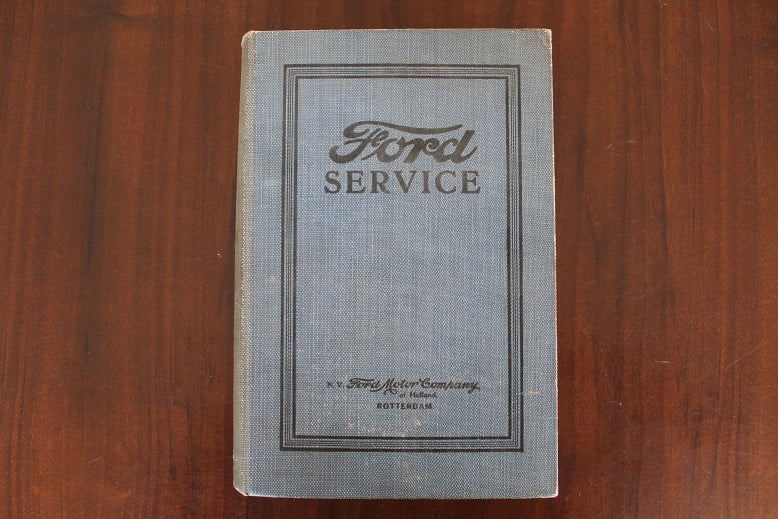 Ford
SERVICE
N.V. Ford Motor Company
of Holland.
ROTTERDAM.